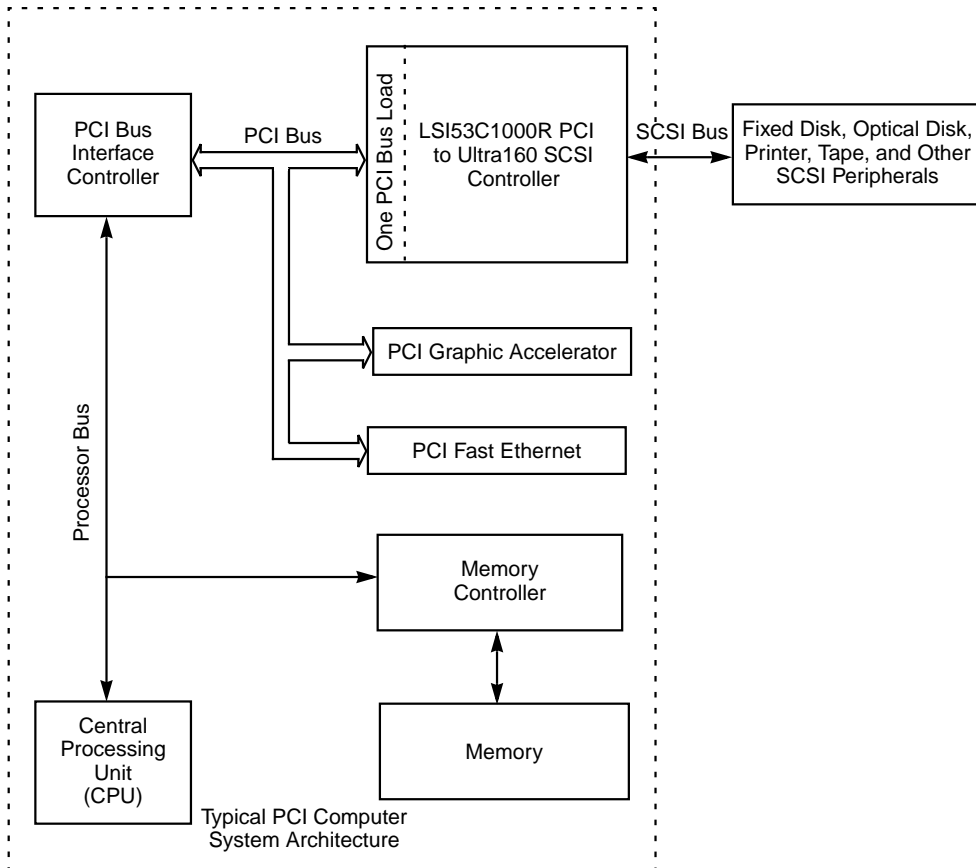 PCI Bus
Interface
Controller
PCI Bus
One PCI Bus Load
LSI53C1000R PCI
to Ultra160 SCSI
Controller
SCSI Bus
Fixed Disk, Optical Disk,
Printer, Tape, and Other
SCSI Peripherals
PCI Graphic Accelerator
PCI Fast Ethernet
Processor Bus
Memory
Controller
Central
Processing
Unit
(CPU)
Memory
Typical PCI Computer
System Architecture